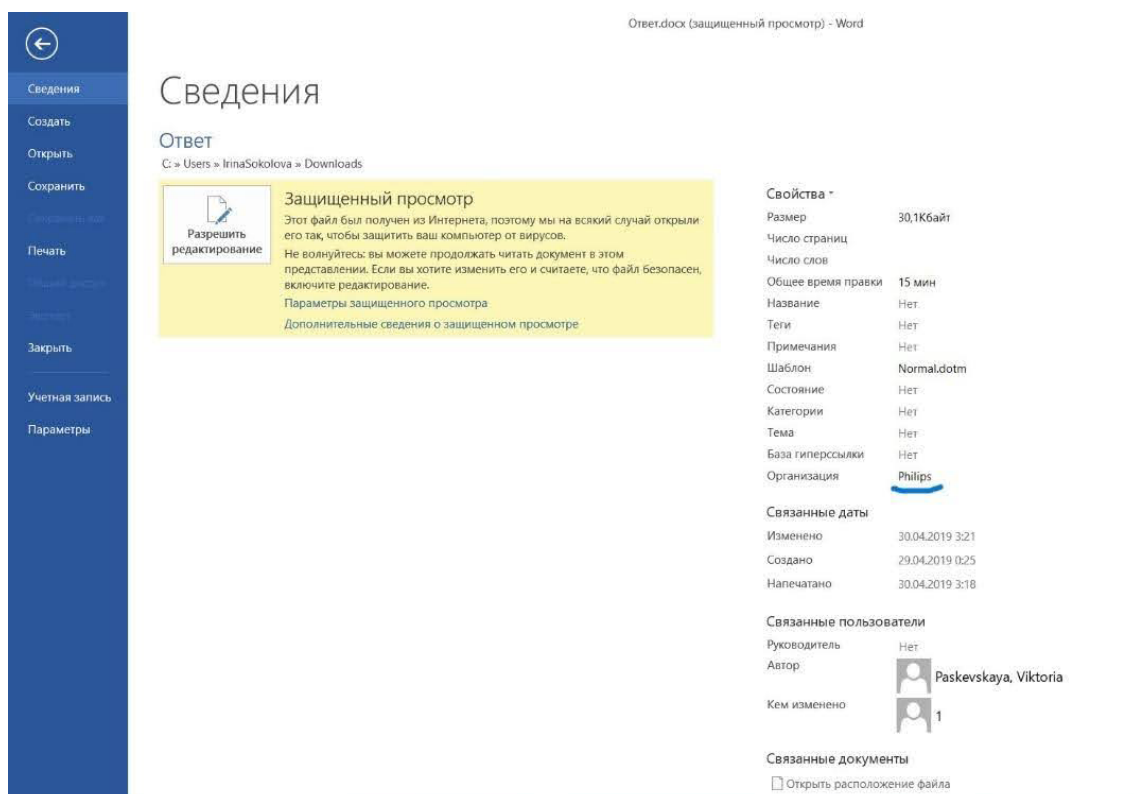 Ответ.docx (защищенный просмотр) - Word
Сведения
Создать
Открыть
Сохранить
Сохранить как
Печать
Общий доступ
Экспорт
Закрыть
Учетная запись
Параметры
Сведения
Ответ
C: » Users » IrinaSokolova » Downloads
Разрешить
редактирование
Защищенный просмотр
Этот файл был получен из Интернета, поэтому мы на всякий случай открыли
его так, чтобы защитить ваш компьютер от вирусов.
Не волнуйтесь: вы можете продолжать читать документ в этом
представлении. Если вы хотите изменить его и считаете, что файл безопасен,
включите редактирование.
Параметры защищенного просмотра
Дополнительные сведения о защищенном просмотре
Свойства
Размер 30,1Кбайт
Число страниц
Число слов
Общее время правки 15 мин
Название Нет
Теги Нет
Примечания Нет
Шаблон Normal.dotm
Состояние Нет
Категории Нет
Тема Нет
База гиперссылки Нет
Организация Philips
Связанные даты
Изменено 30.04.2019 3:21
Создано 29.04.2019 0:25
Напечатано 30.04.2019 3:18
Связанные пользователи
Руководитель Нет
Автор Paskevskaya, Viktoria
Кем изменено 1
Связанные документы
Открыть расположение файла